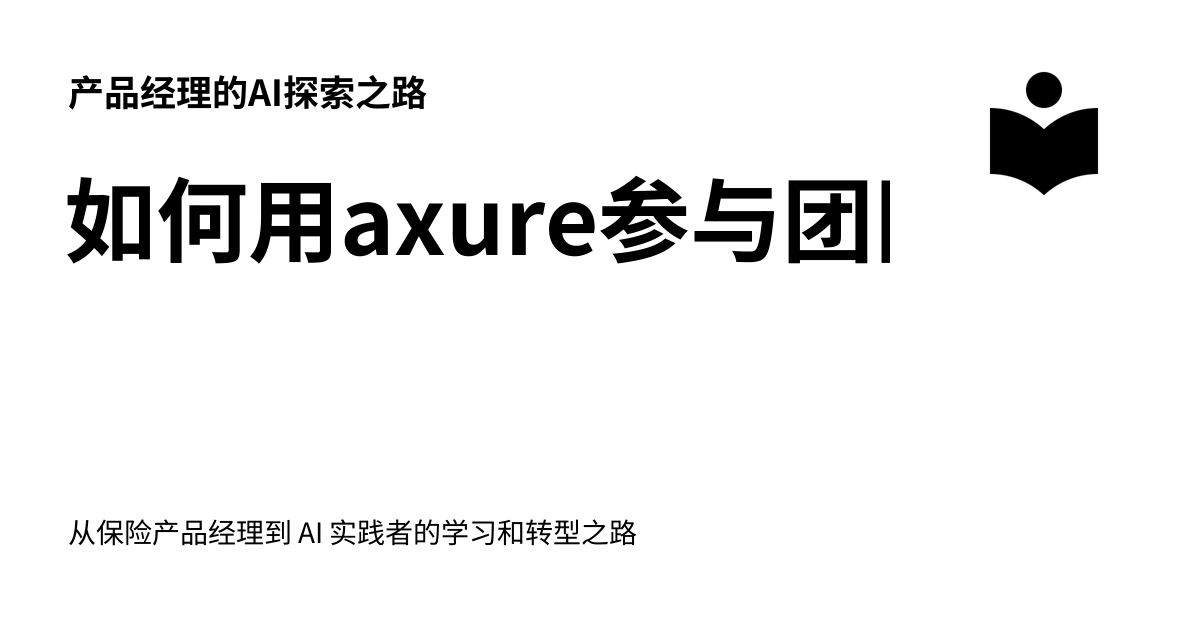 产品经理的AI探索之路
如何用axure参与团
从保险产品经理到 AI 实践者的学习和转型之路